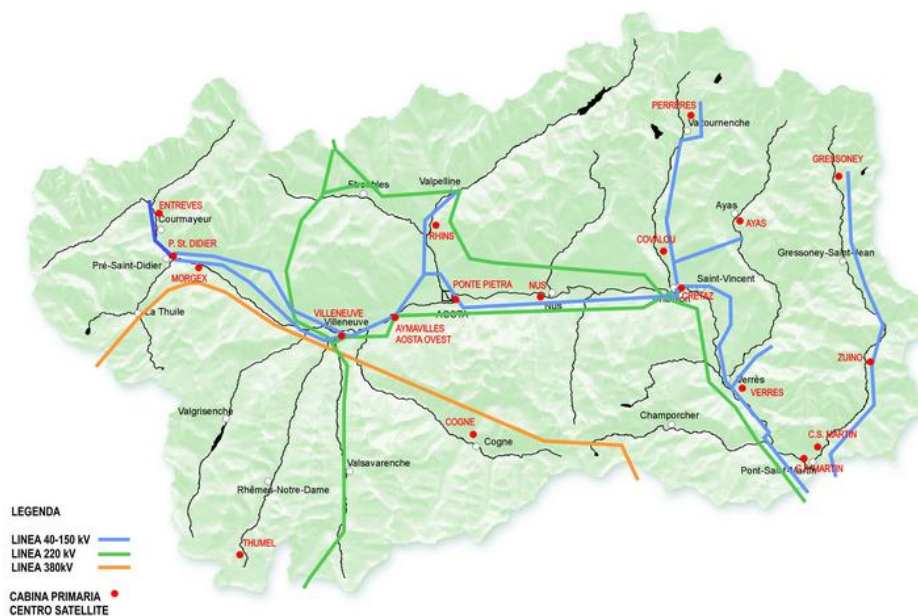 PERRERES
Valtournenche
GRESSONEY
Etroubles
Valpelline
ENTREVES
Courmayeur
Ayas
AYAS
RHINS
P. St. DIDIER
COVALOU
Gressoney-Saint-Jean
Pré-Saint-Didier
MORGEX
Saint-Vincent
CRETAZ
PONTE PIETRA
NUS
Nus
La Thuile
VILLENEUVE
Villeneuve
AOSTA
AYMAVILLES
AOSTA OVEST
ZUINO
Verrès
VERRES
Valgrisenche
Champorcher
COGNE
Cogne
C.S. MARTIN
Valsavarenche
Pont-Saint-Martin
Rhêmes-Notre-Dame
THUMEL
LEGENDA
LINEA 40-150 kV
LINEA 220 kV
LINEA 380kV
CABINA PRIMARIA
CENTRO SATELLITE